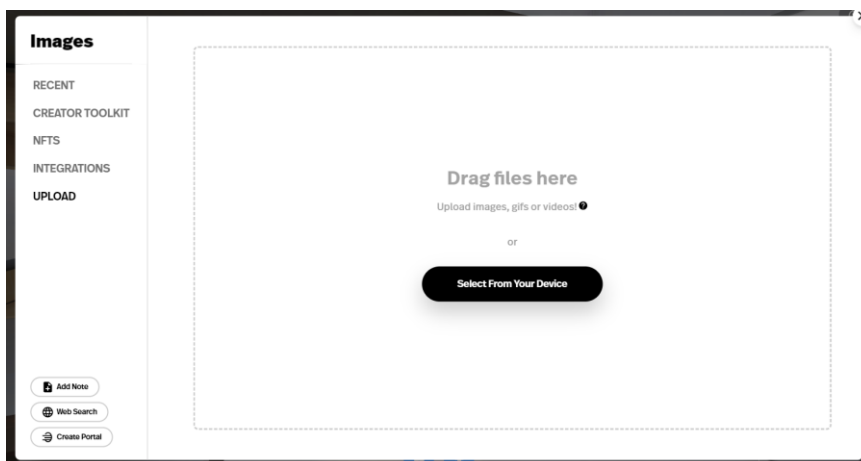 Images
RECENT
CREATOR TOOLKIT
NFTS
INTEGRATIONS
UPLOAD
Drag files here
Upload images, gifs or videos!
or
Select From Your Device
Add Note
Web Search
Create Portal